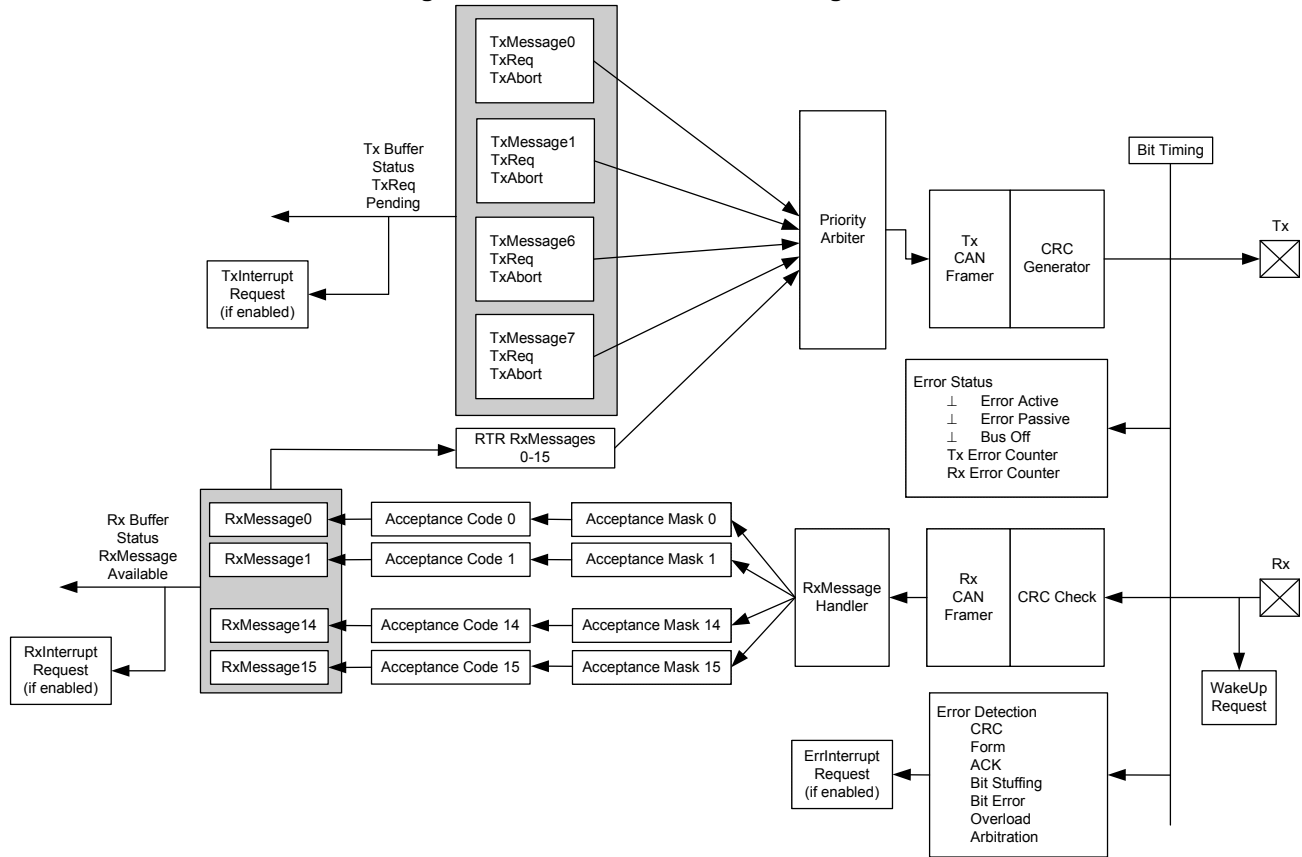 TxMessage0
TxReq
TxAbort
TxMessage1
TxReq
TxAbort
TxMessage6
TxReq
TxAbort
TxMessage7
TxReq
TxAbort
Tx Buffer
Status
TxReq
Pending
TxInterrupt
Request
(if enabled)
Priority
Arbiter
Tx
CAN
Framer
CRC
Generator
Bit Timing
Tx
Error Status
⊥ Error Active
⊥ Error Passive
⊥ Bus Off
Tx Error Counter
Rx Error Counter
RTR RxMessages
0-15
Rx Buffer
Status
RxMessage
Available
RxInterrupt
Request
(if enabled)
RxMessage0
Acceptance Code 0
Acceptance Mask 0
RxMessage1
Acceptance Code 1
Acceptance Mask 1
RxMessage14
Acceptance Code 14
Acceptance Mask 14
RxMessage15
Acceptance Code 15
Acceptance Mask 15
RxMessage
Handler
Rx
CAN
Framer
CRC Check
Rx
WakeUp
Request
Error Detection
CRC
Form
ACK
Bit Stuffing
Bit Error
Overload
Arbitration
ErrInterrupt
Request
(if enabled)